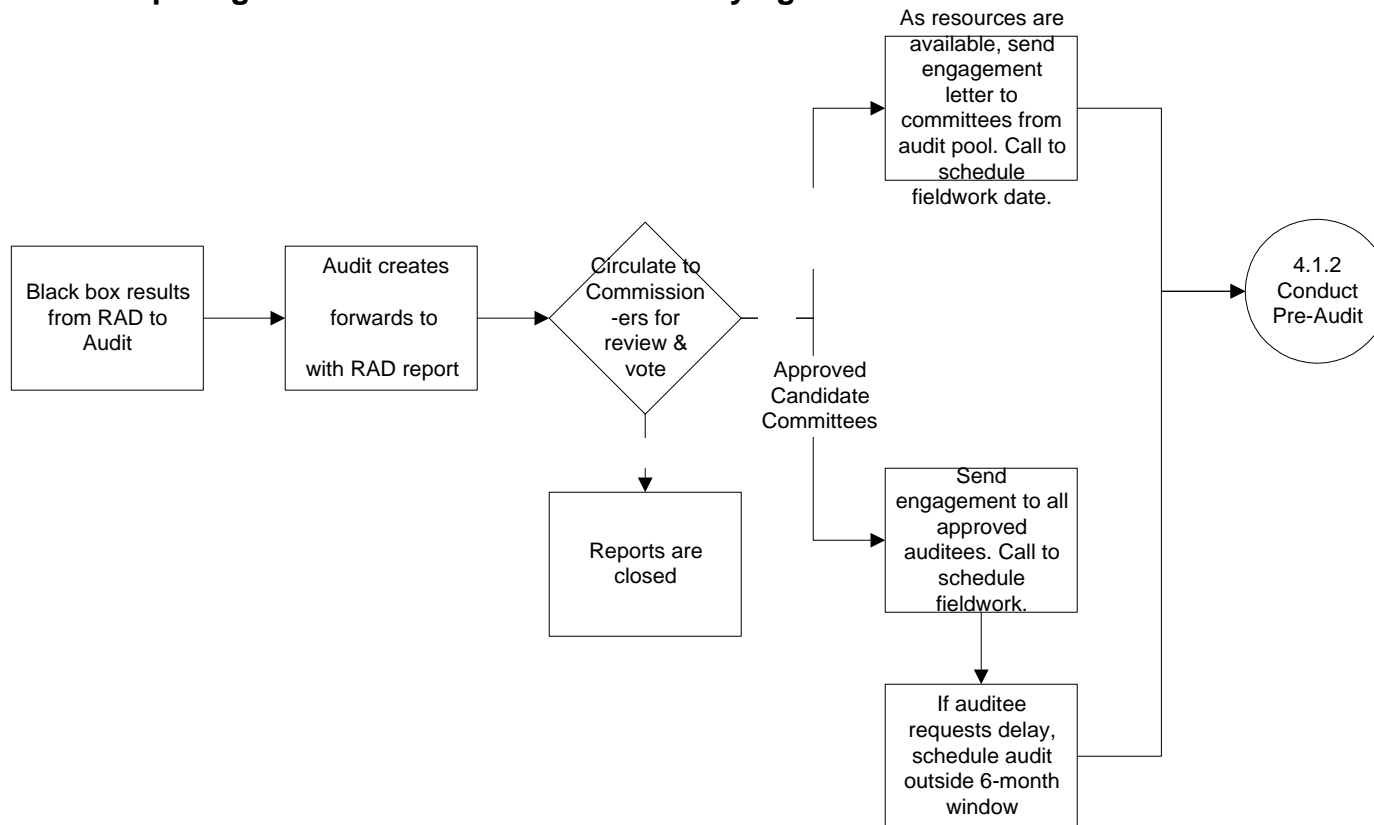 As resources are
available, send
engagement
letter to
committees from
audit pool. Call to
schedule
fieldwork date.
Black box results
from RAD to
Audit
Audit creates
forwards to
with RAD report
Circulate to
Commission
-ers for
review &
vote
Approved
Candidate
Committees
4.1.2
Conduct
Pre-Audit
Reports are
closed
Send
engagement to all
approved
auditees. Call to
schedule
fieldwork.
If auditee
requests delay,
schedule audit
outside 6-month
window